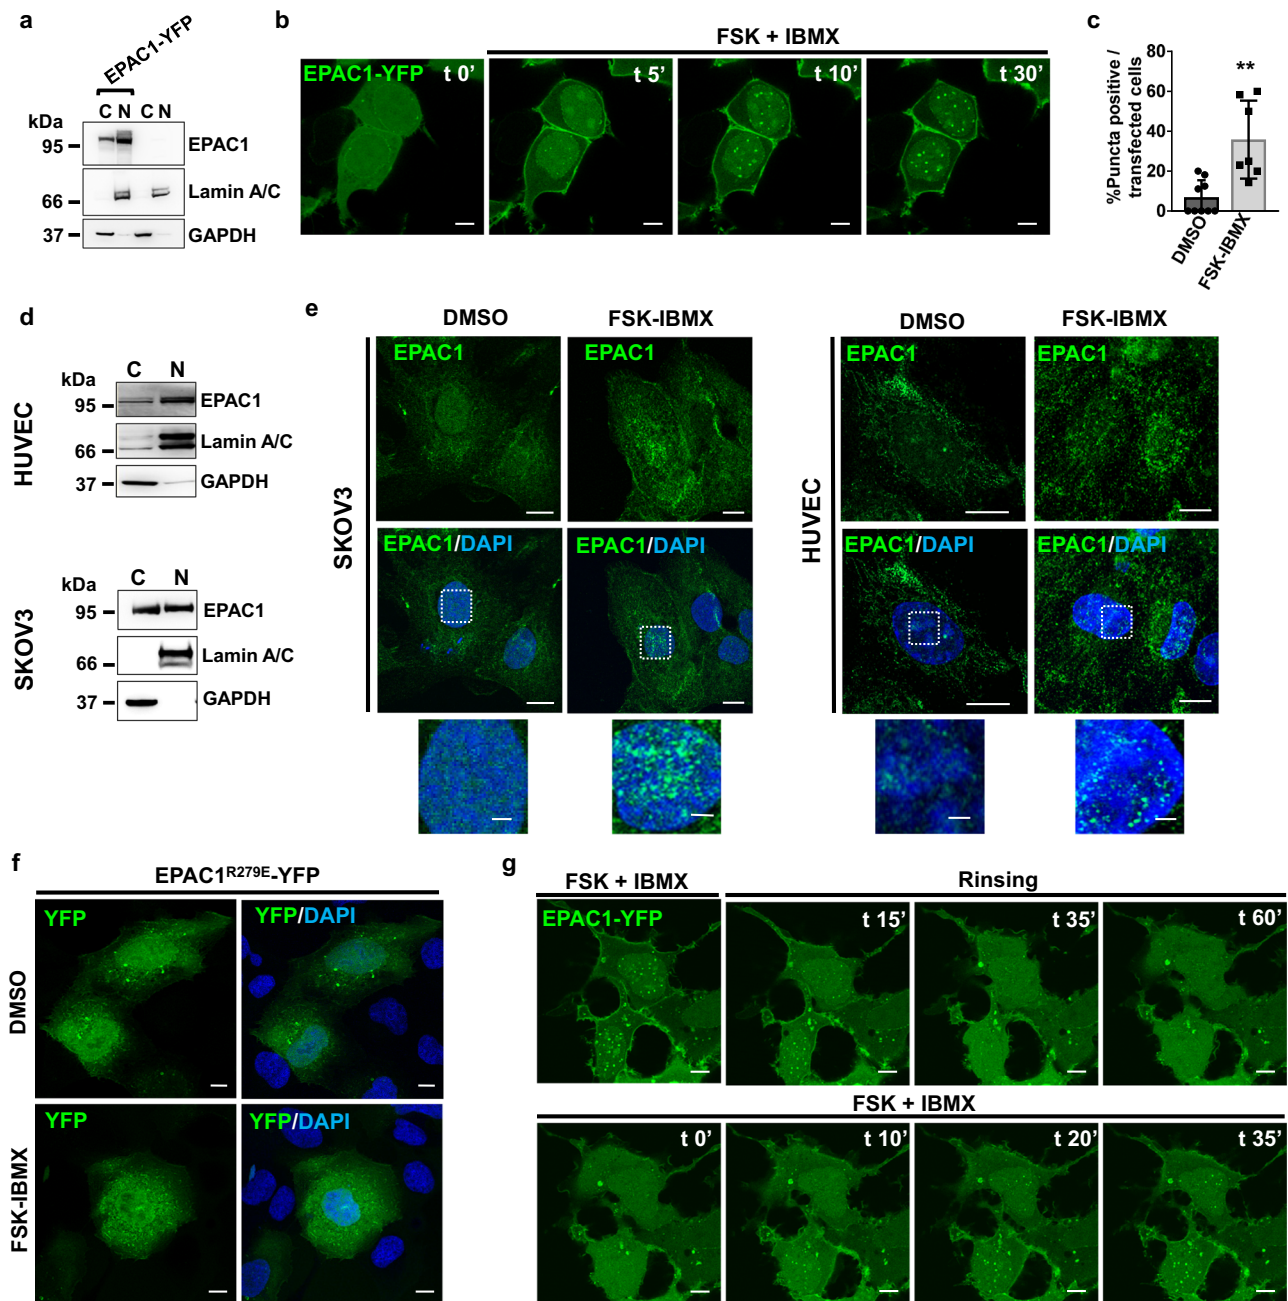 a
EPAC1-YFP
C N C N
kDa
95
EPAC1
66
Lamin A/C
37
GAPDH
b
FSK + IBMX
EPAC1-YFP t 0’
t 5’
t 10’
t 30’
c
%Puncta positive /
transfected cells
80
60
40
20
0
**
DMSO
FSK-IBMX
d
HUVEC
C N
kDa
95
EPAC1
66
Lamin A/C
37
GAPDH
SKOV3
C N
kDa
95
EPAC1
66
Lamin A/C
37
GAPDH
e
SKOV3
DMSO
FSK-IBMX
EPAC1
EPAC1
EPAC1/DAPI
EPAC1/DAPI
HUVEC
DMSO
FSK-IBMX
EPAC1
EPAC1
EPAC1/DAPI
EPAC1/DAPI
f
EPAC1R279E-YFP
DMSO
YFP
YFP/DAPI
FSK-IBMX
YFP
YFP/DAPI
g
FSK + IBMX
Rinsing
EPAC1-YFP
t 15’
t 35’
t 60’
FSK + IBMX
t 0’
t 10’
t 20’
t 35’